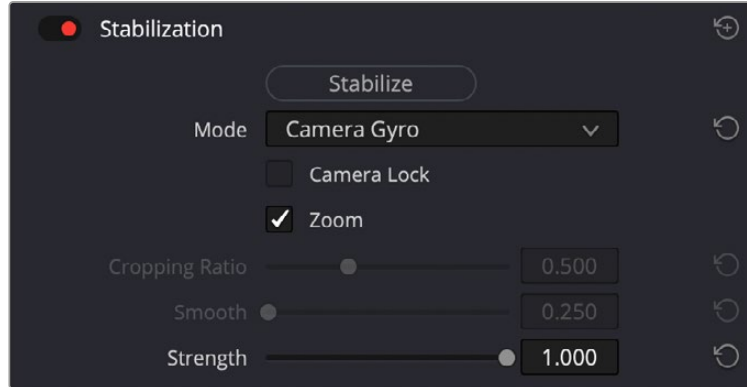 Stabilization
Stabilize
Mode Camera Gyro
Camera Lock
Zoom
Cropping Ratio 0.500
Smooth 0.250
Strength 1.000